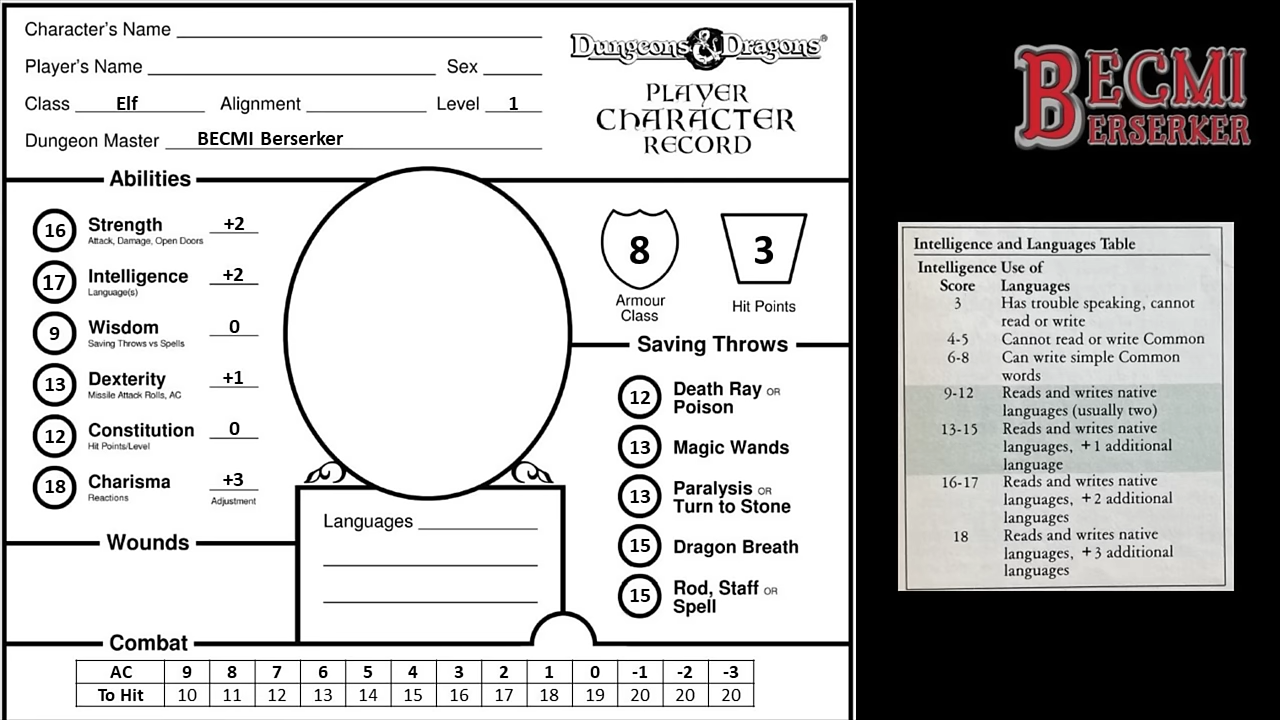 Character's Name
Player's Name Sex
Class Elf Alignment Level 1
Dungeon Master BECMI Berserker
Dungeons & Dragons®
PLAYER
CHARACTER
RECORD
BECMI
BERSERKER
Abilities
16 Strength +2
Attack, Damage, Open Doors
17 Intelligence +2
Language(s)
9 Wisdom 0
Saving Throws vs Spells
13 Dexterity +1
Missile Attack Rolls, AC
12 Constitution 0
Hit Points/Level
18 Charisma +3
Reactions Adjustment
8
Armour
Class
3
Hit Points
Saving Throws
12 Death Ray OR
Poison
13 Magic Wands
13 Paralysis OR
Turn to Stone
15 Dragon Breath
15 Rod, Staff OR
Spell
Wounds
Languages
Combat
AC 9 8 7 6 5 4 3 2 1 0 -1 -2 -3
To Hit 10 11 12 13 14 15 16 17 18 19 20 20 20
Intelligence and Languages Table
Intelligence Use of
Score Languages
3 Has trouble speaking, cannot
read or write
4-5 Cannot read or write Common
6-8 Can write simple Common
words
9-12 Reads and writes native
languages (usually two)
13-15 Reads and writes native
languages, +1 additional
language
16-17 Reads and writes native
languages, +2 additional
languages
18 Reads and writes native
languages, +3 additional
languages